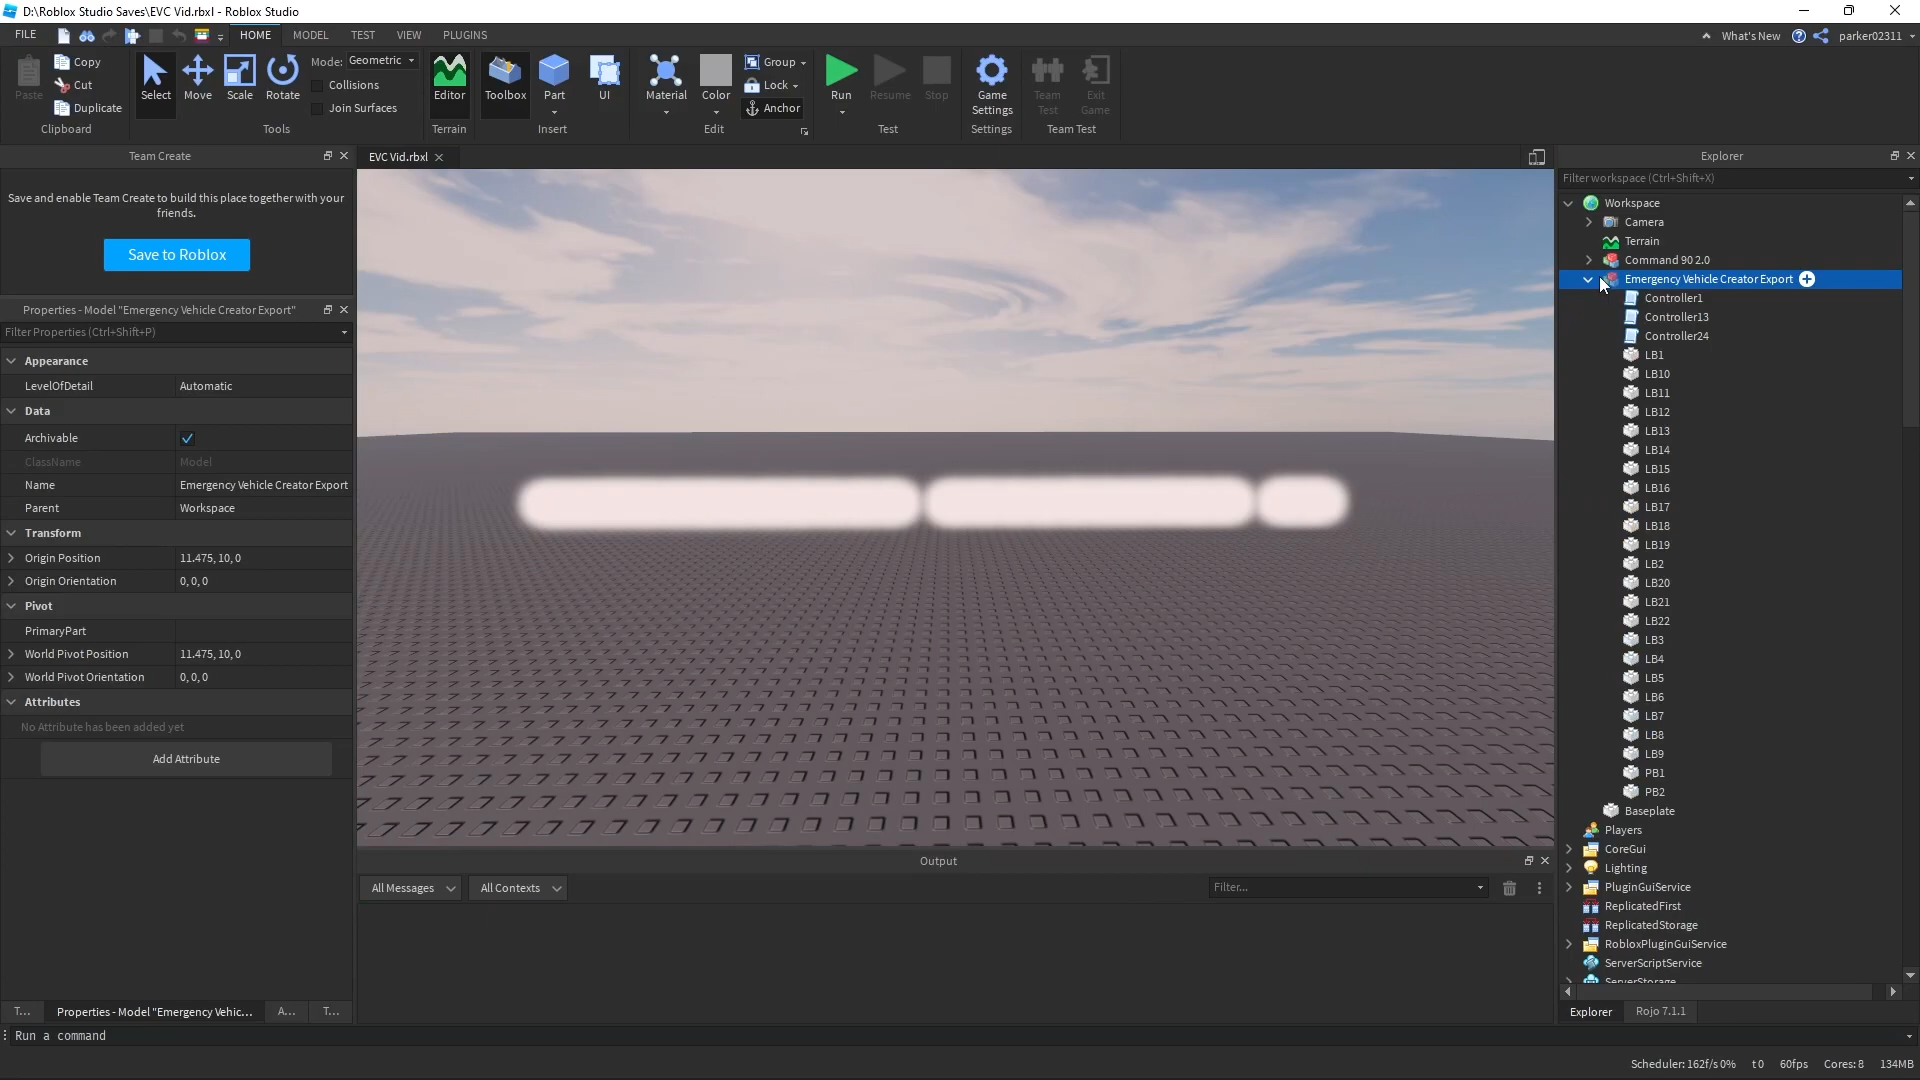 D:\Roblox Studio Saves\EVC Vid.rbxl - Roblox Studio
FILE HOME MODEL TEST VIEW PLUGINS What's New parker02311
Paste Copy Cut Duplicate Clipboard
Select Move Scale Rotate Mode: Geometric Collisions Join Surfaces Tools
Editor Terrain
Toolbox Part UI Insert
Material Color Group Lock Anchor Edit
Run Resume Stop Test
Game Settings Settings
Team Test Exit Game Team Test
Team Create
Save and enable Team Create to build this place together with your
friends.
Save to Roblox
Properties - Model "Emergency Vehicle Creator Export"
Filter Properties (Ctrl+Shift+P)
Appearance
LevelOfDetail Automatic
Data
Archivable
ClassName Model
Name Emergency Vehicle Creator Export
Parent Workspace
Transform
Origin Position 11.475, 10, 0
Origin Orientation 0, 0, 0
Pivot
PrimaryPart
World Pivot Position 11.475, 10, 0
World Pivot Orientation 0, 0, 0
Attributes
No Attribute has been added yet
Add Attribute
T... Properties - Model "Emergency Vehic... A... T...
EVC Vid.rbxl
Output
All Messages All Contexts Filter...
Explorer
Filter workspace (Ctrl+Shift+X)
Workspace
Camera
Terrain
Command 90 2.0
Emergency Vehicle Creator Export
Controller1
Controller13
Controller24
LB1
LB10
LB11
LB12
LB13
LB14
LB15
LB16
LB17
LB18
LB19
LB2
LB20
LB21
LB22
LB3
LB4
LB5
LB6
LB7
LB8
LB9
PB1
PB2
Baseplate
Players
CoreGui
Lighting
PluginGuiService
ReplicatedFirst
ReplicatedStorage
RobloxPluginGuiService
ServerScriptService
ServerStorage
Explorer Rojo 7.1.1
Run a command
Scheduler: 162f/s 0% t 0 60fps Cores: 8 134MB